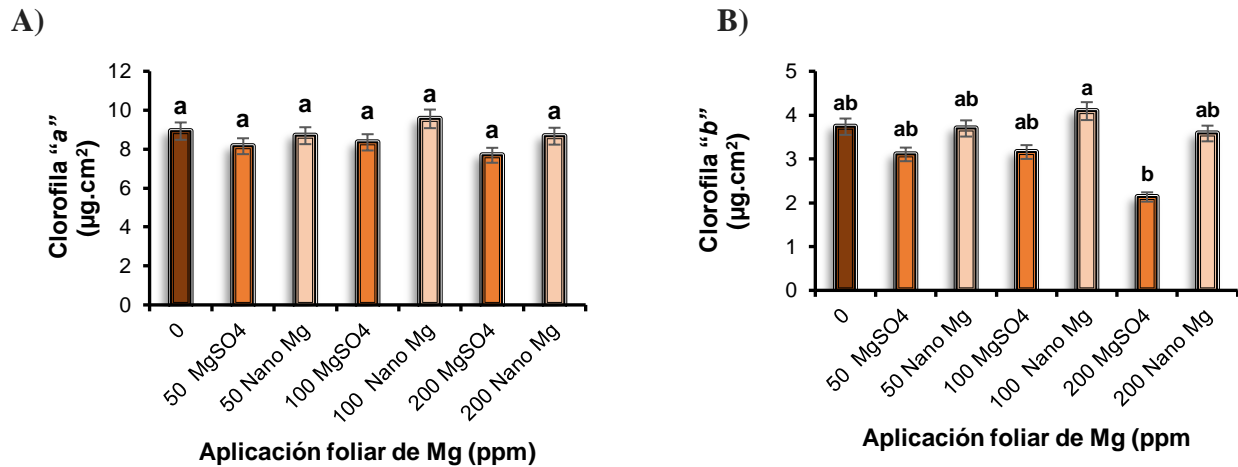 A)
Clorofila "a"
(µg.cm²)
12
10
8
6
4
2
0
a
a
a
a
a
a
a
0
50 MgSO4
50 Nano Mg
100 MgSO4
100 Nano Mg
200 MgSO4
200 Nano Mg
Aplicación foliar de Mg (ppm)
B)
Clorofila "b"
(µg.cm²)
5
4
3
2
1
0
ab
ab
ab
ab
a
b
ab
0
50 MgSO4
50 Nano Mg
100 MgSO4
100 Nano Mg
200 MgSO4
200 Nano Mg
Aplicación foliar de Mg (ppm